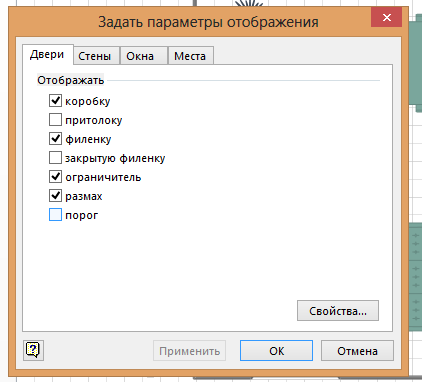 Задать параметры отображения
Двери Стены Окна Места
Отображать
коробку
притолоку
филенку
закрытую филенку
ограничитель
размах
порог
Свойства...
Применить OK Отмена